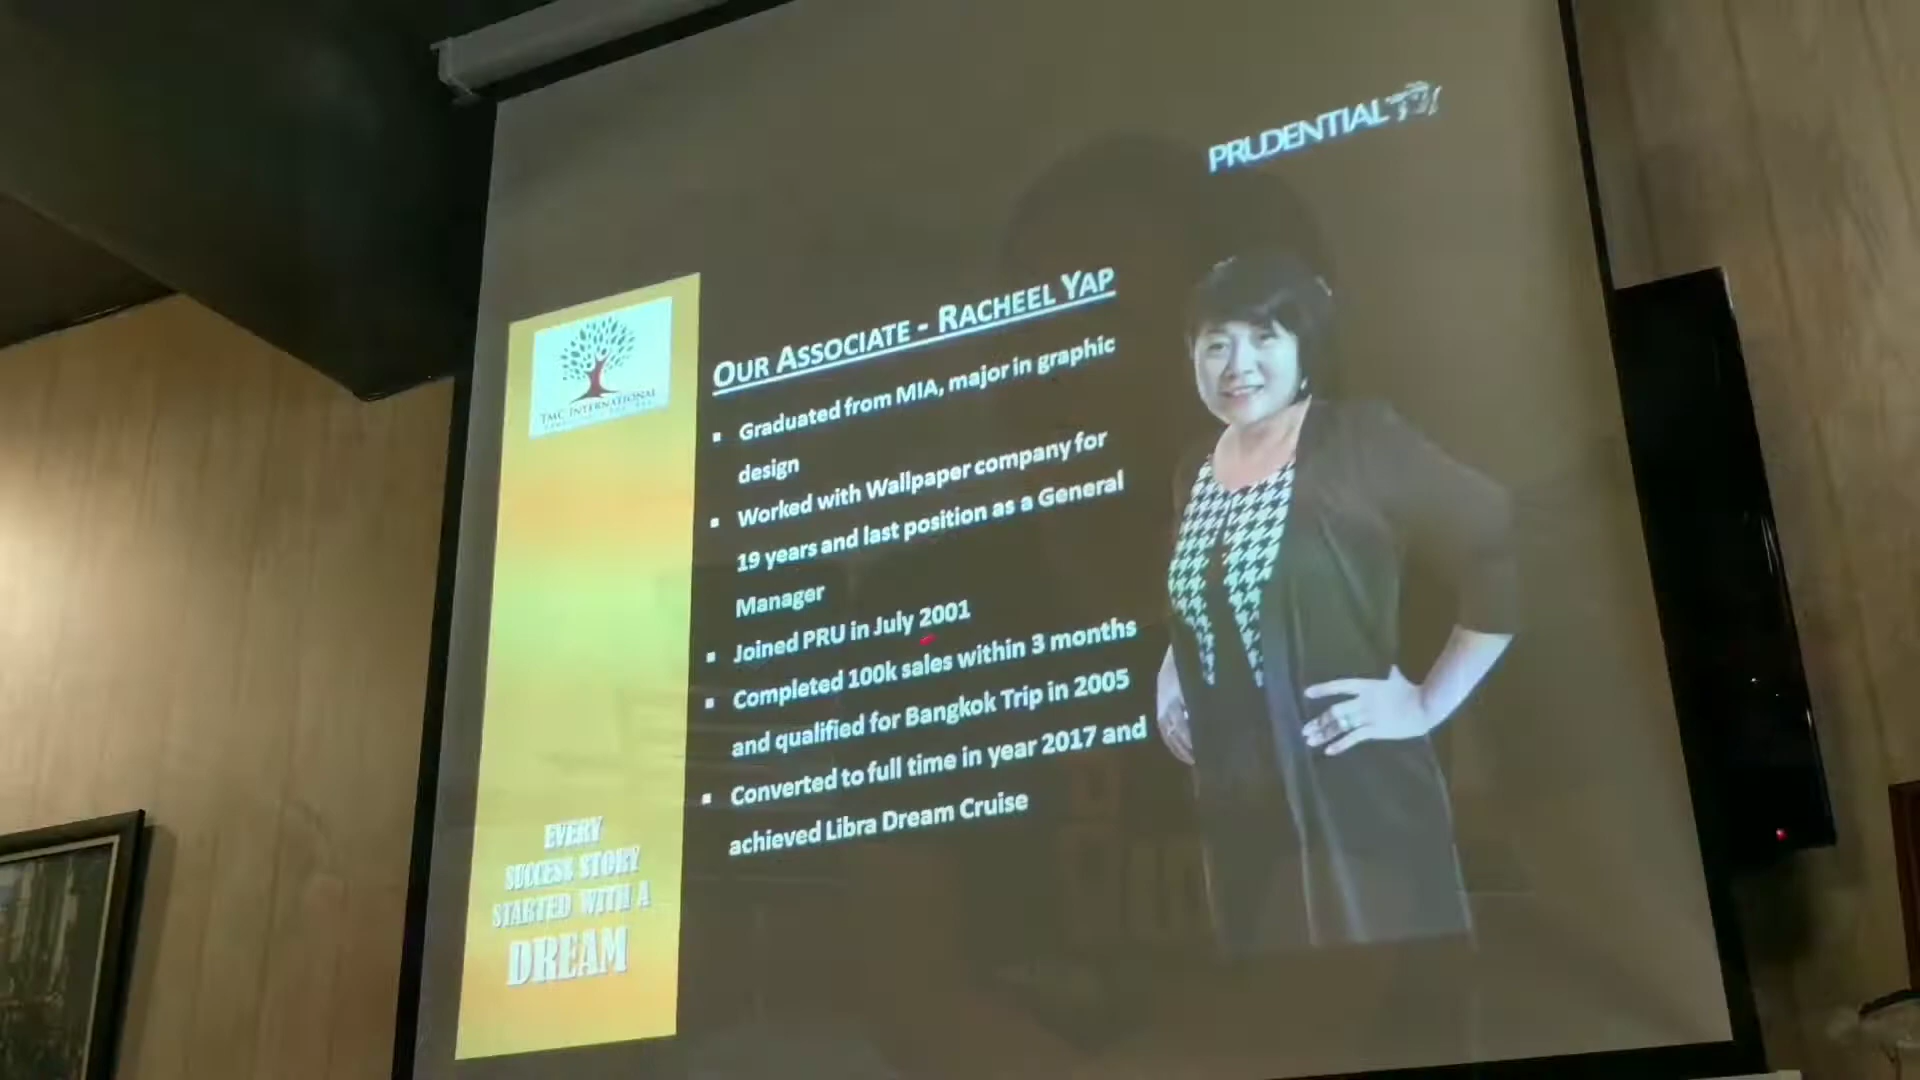 PRUDENTIAL
TMC INTERNATIONAL
OUR ASSOCIATE - RACHEEL YAP
▪ Graduated from MIA, major in graphic
design
▪ Worked with Wallpaper company for
19 years and last position as a General
Manager
▪ Joined PRU in July 2001
▪ Completed 100k sales within 3 months
and qualified for Bangkok Trip in 2005
▪ Converted to full time in year 2017 and
achieved Libra Dream Cruise
EVERY
SUCCESS STORY
STARTED WITH A
DREAM